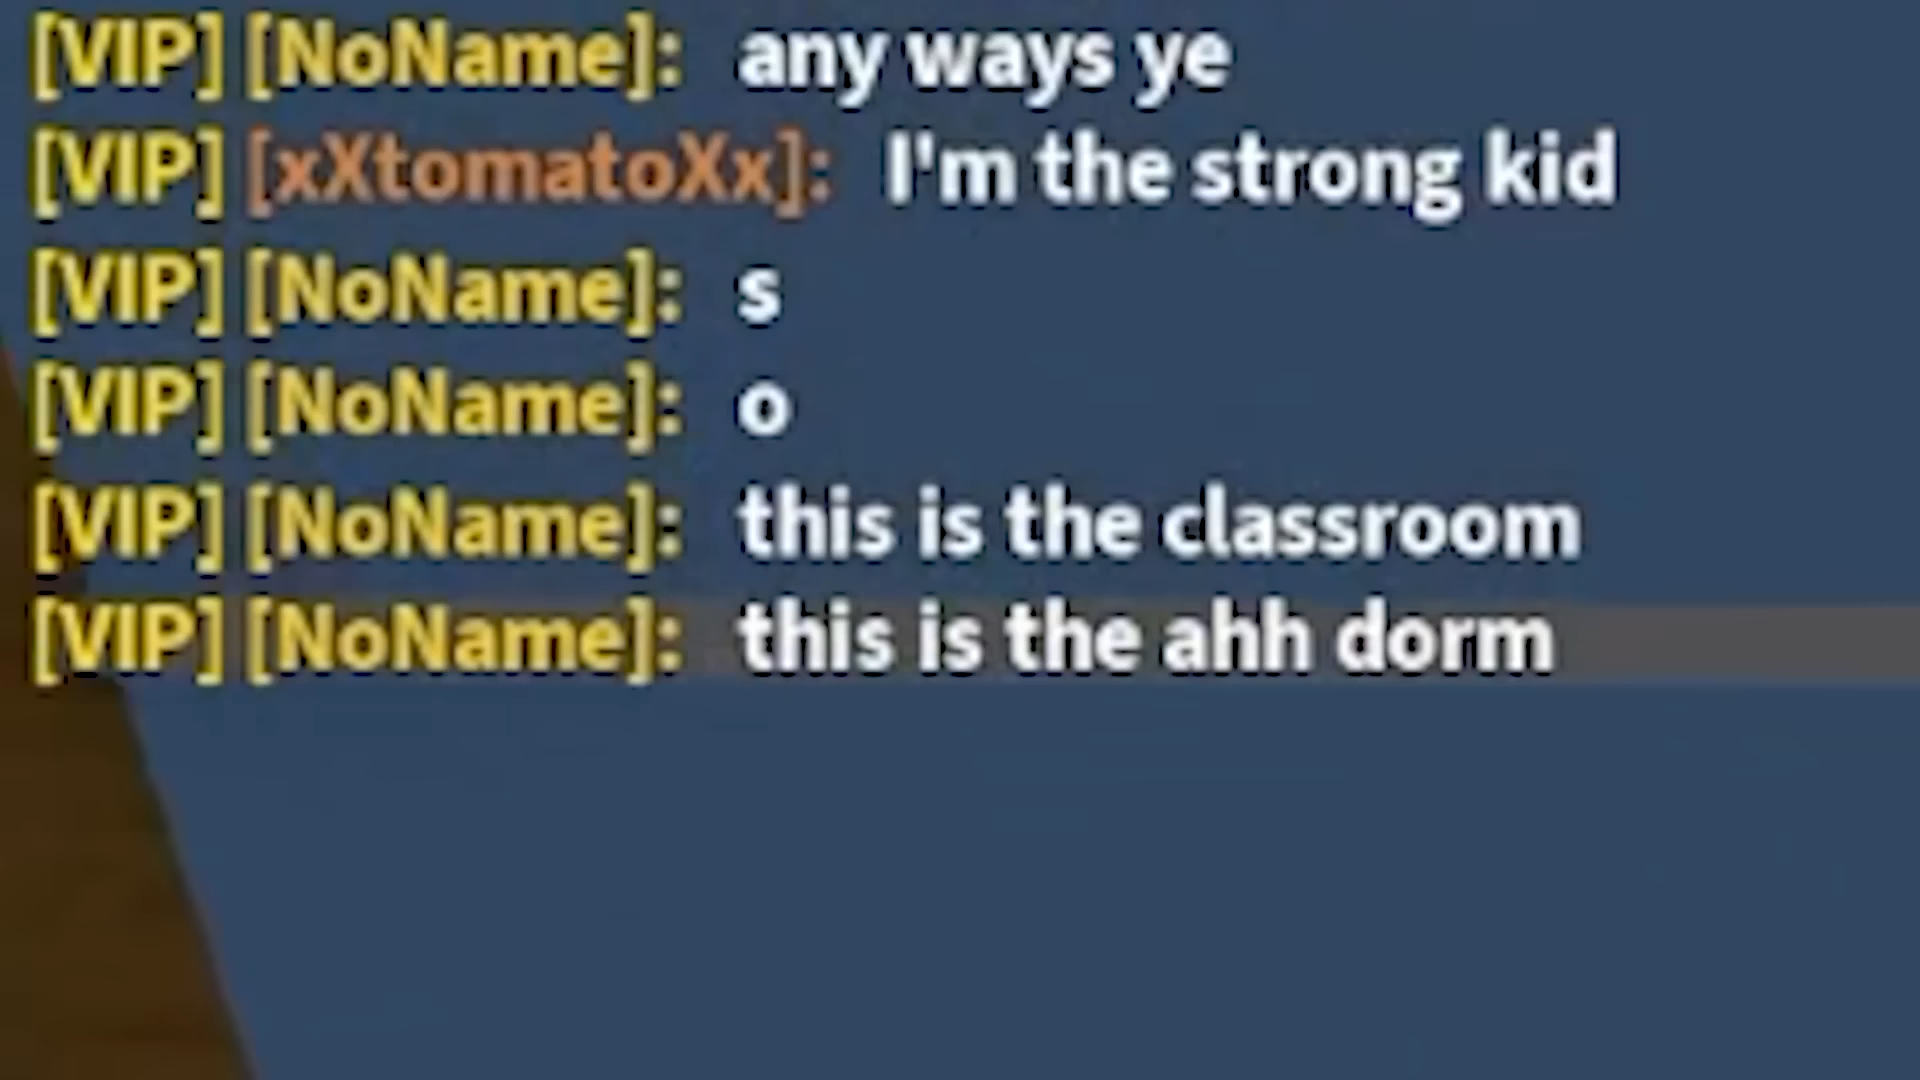 [VIP] [NoName]: any ways ye
[VIP] [xXtomatoXx]: I'm the strong kid
[VIP] [NoName]: s
[VIP] [NoName]: o
[VIP] [NoName]: this is the classroom
[VIP] [NoName]: this is the ahh dorm